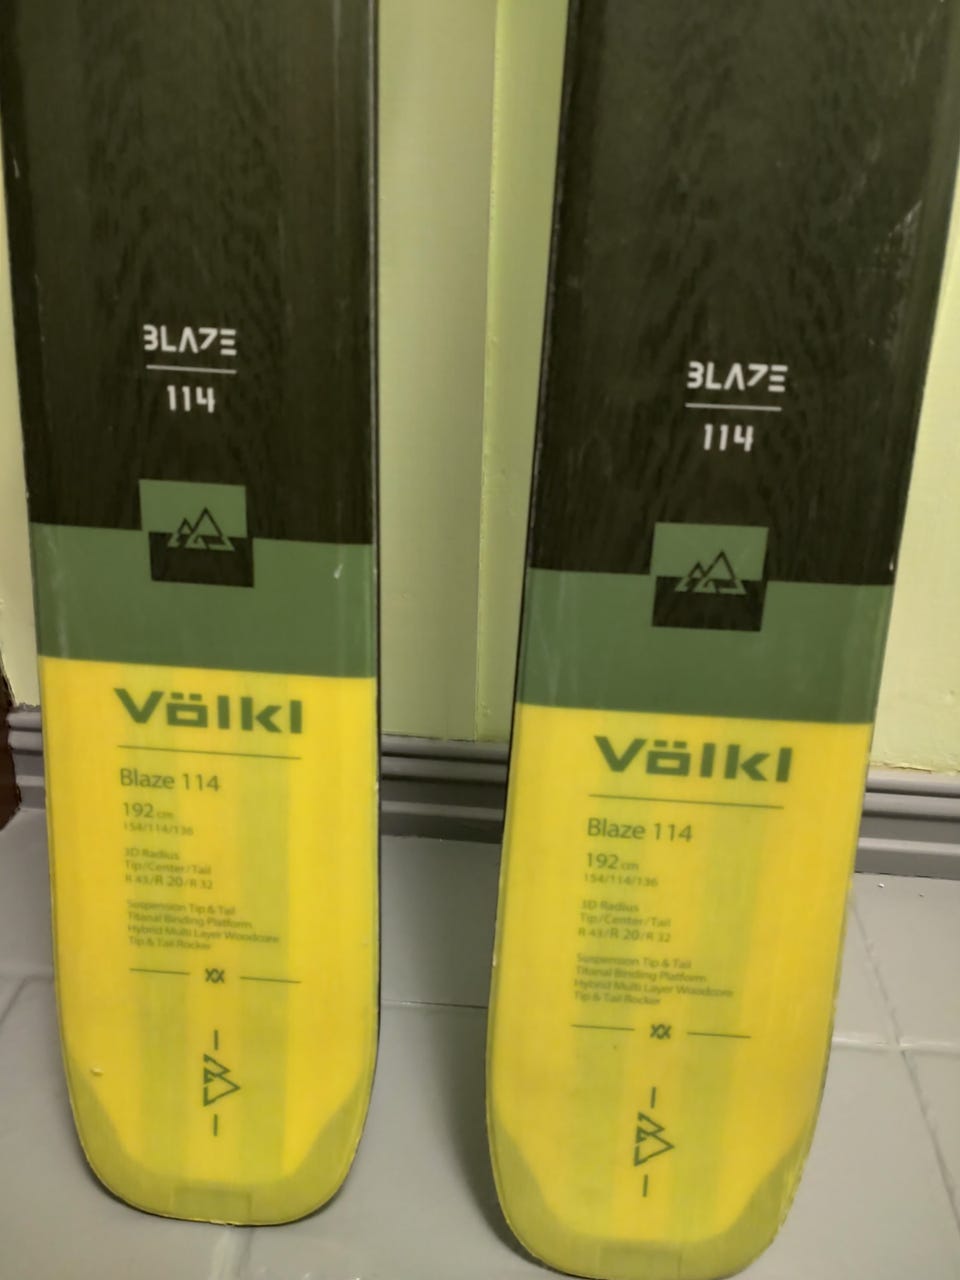 BLAZE
114
Völkl
Blaze 114
192 cm
154/114/136
3D Radius
Tip/Center/Tail
R 43/R 20/R 32
Suspension Tip & Tail
Titanal Binding Platform
Hybrid Multi Layer Woodcore
Tip & Tail Rocker
BLAZE
114
Völkl
Blaze 114
192 cm
154/114/136
3D Radius
Tip/Center/Tail
R 43/R 20/R 32
Suspension Tip & Tail
Titanal Binding Platform
Hybrid Multi Layer Woodcore
Tip & Tail Rocker